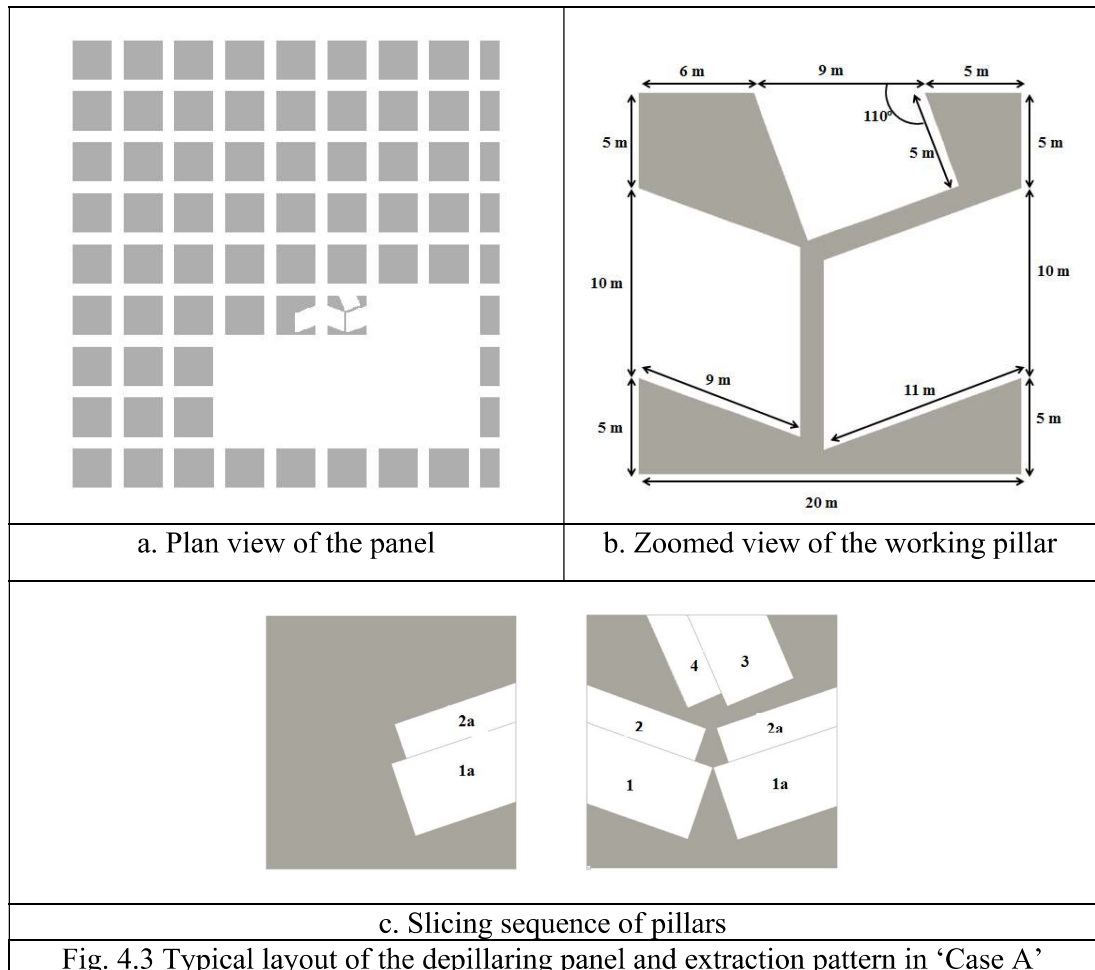 6 m
9 m
5 m
110°
5 m
5 m
5 m
10 m
10 m
9 m
11 m
5 m
5 m
20 m
a. Plan view of the panel
b. Zoomed view of the working pillar
2a
1a
4
3
2
2a
1
1a
c. Slicing sequence of pillars
Fig. 4.3 Typical layout of the depillaring panel and extraction pattern in ‘Case A’